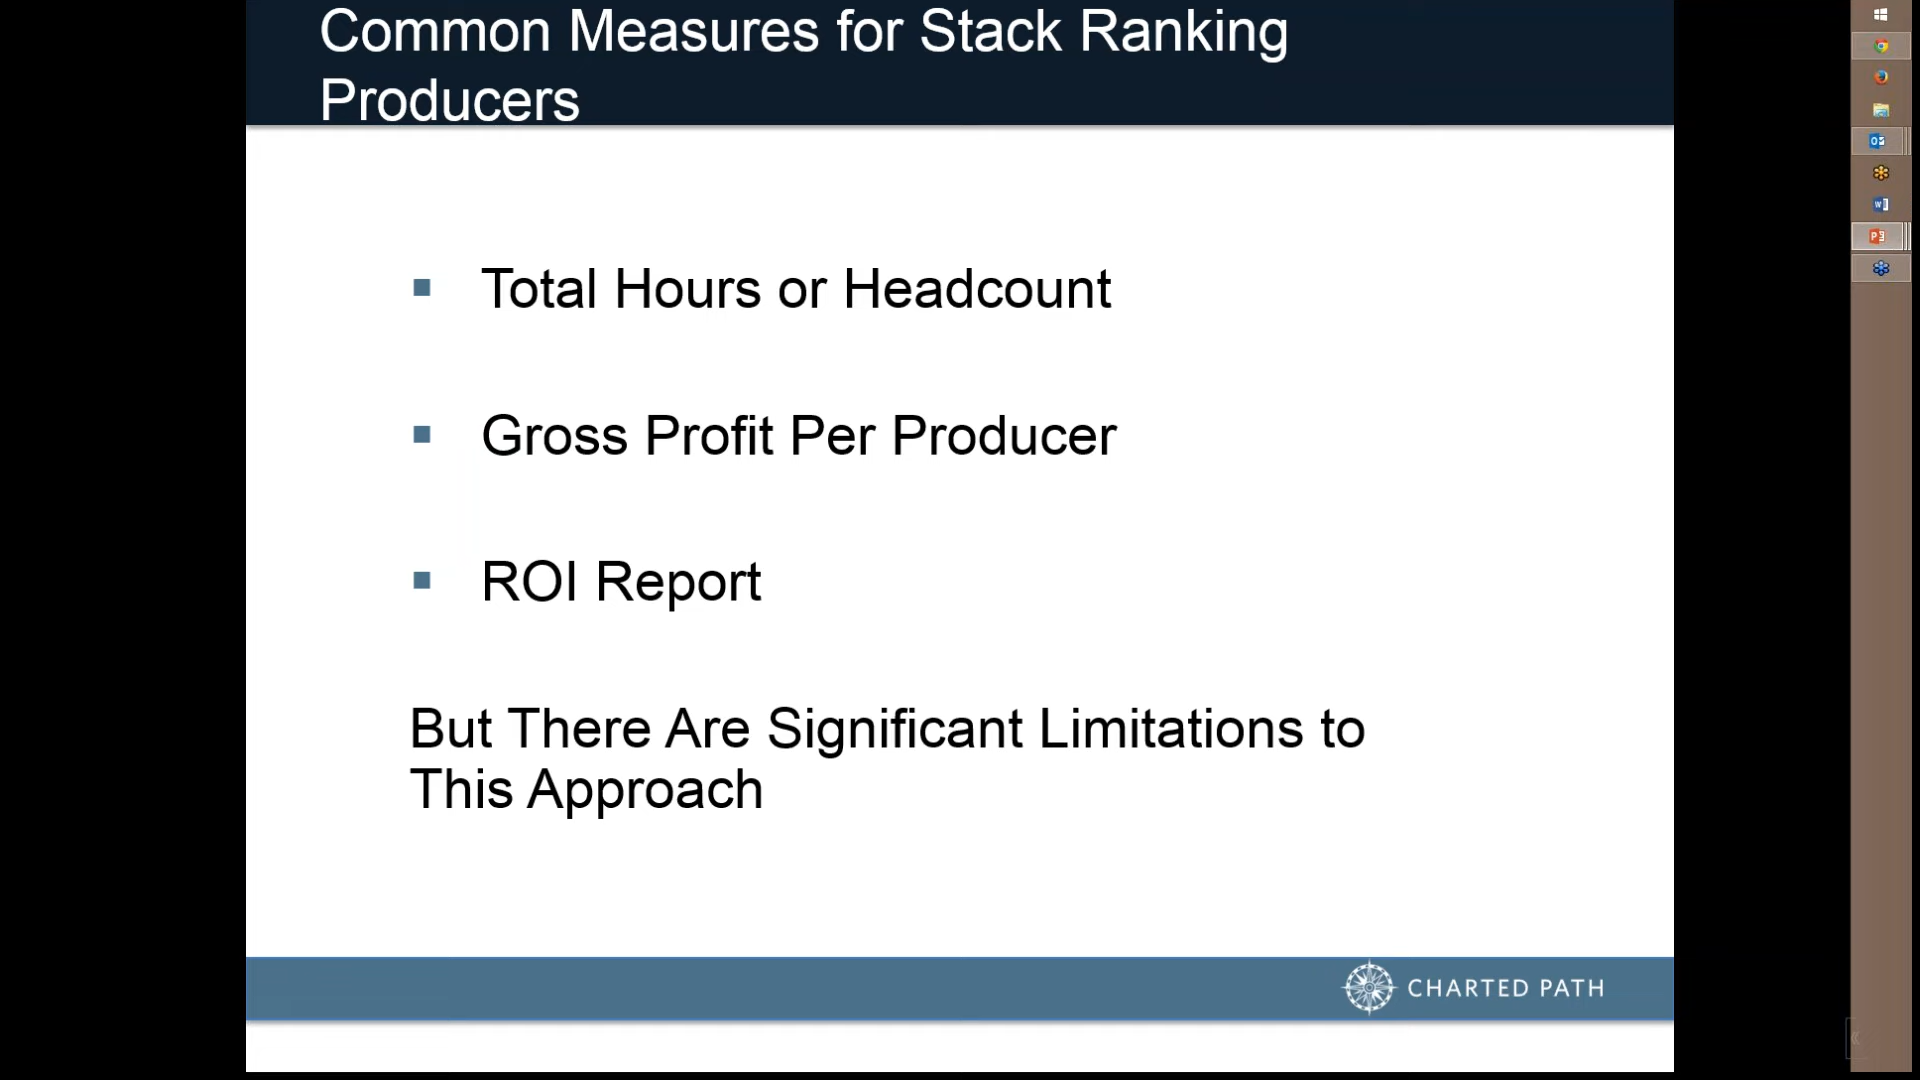 Common Measures for Stack Ranking
Producers
Total Hours or Headcount
Gross Profit Per Producer
ROI Report
But There Are Significant Limitations to
This Approach
CHARTED PATH